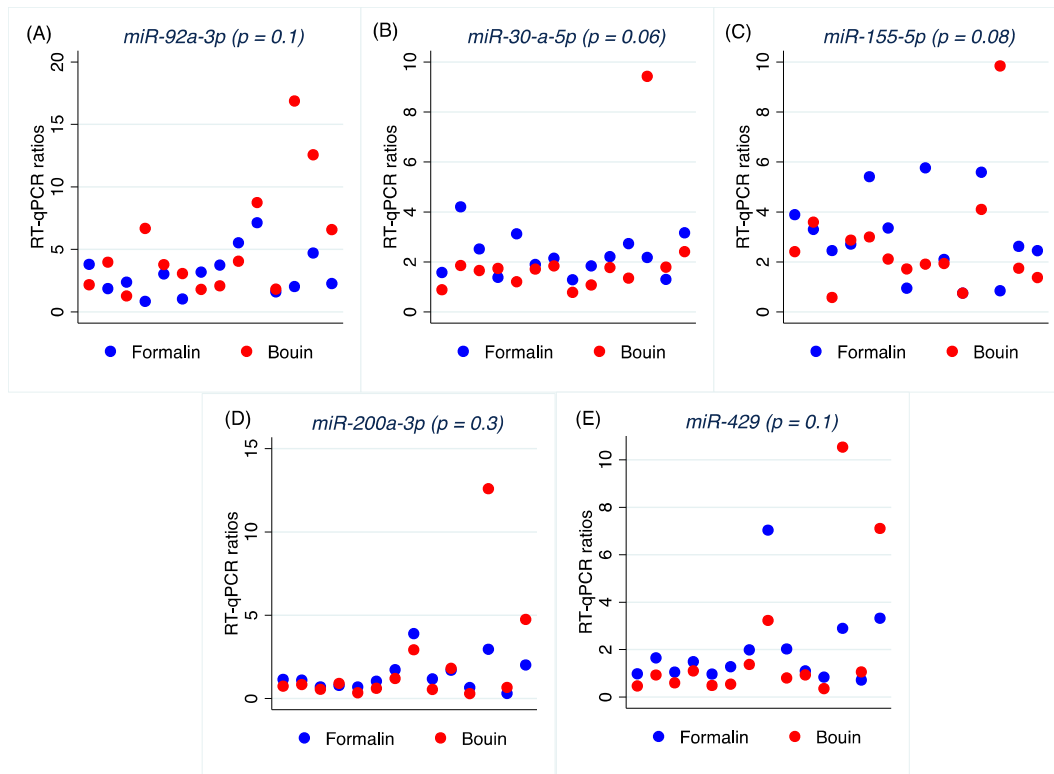 (A)
miR-92a-3p (p = 0.1)
RT-qPCR ratios
20
15
10
5
0
Formalin
Bouin
(B)
miR-30-a-5p (p = 0.06)
RT-qPCR ratios
10
8
6
4
2
0
Formalin
Bouin
(C)
miR-155-5p (p = 0.08)
RT-qPCR ratios
10
8
6
4
2
0
Formalin
Bouin
(D)
miR-200a-3p (p = 0.3)
RT-qPCR ratios
15
10
5
0
Formalin
Bouin
(E)
miR-429 (p = 0.1)
RT-qPCR ratios
10
8
6
4
2
0
Formalin
Bouin